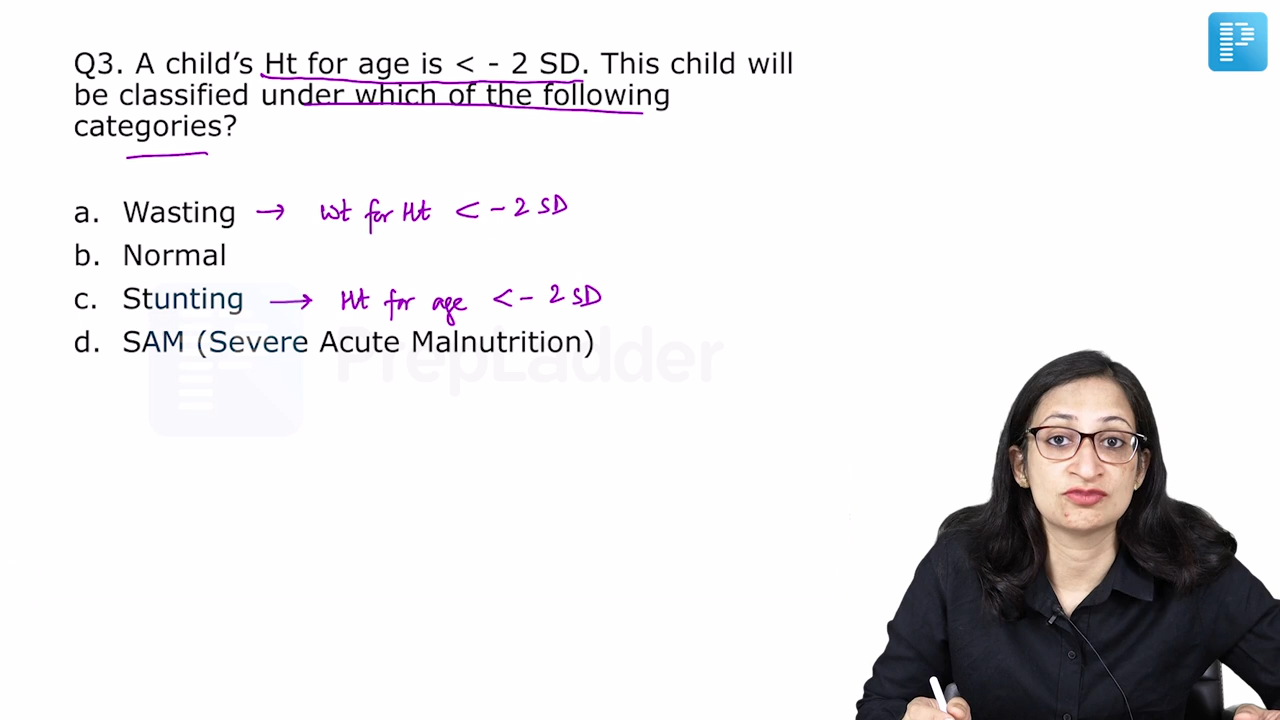 Q3. A child's Ht for age is < - 2 SD. This child will
be classified under which of the following
categories?
a. Wasting → wt for Ht < - 2 SD
b. Normal
c. Stunting → Ht for age < - 2 SD
d. SAM (Severe Acute Malnutrition)
PrepLadder